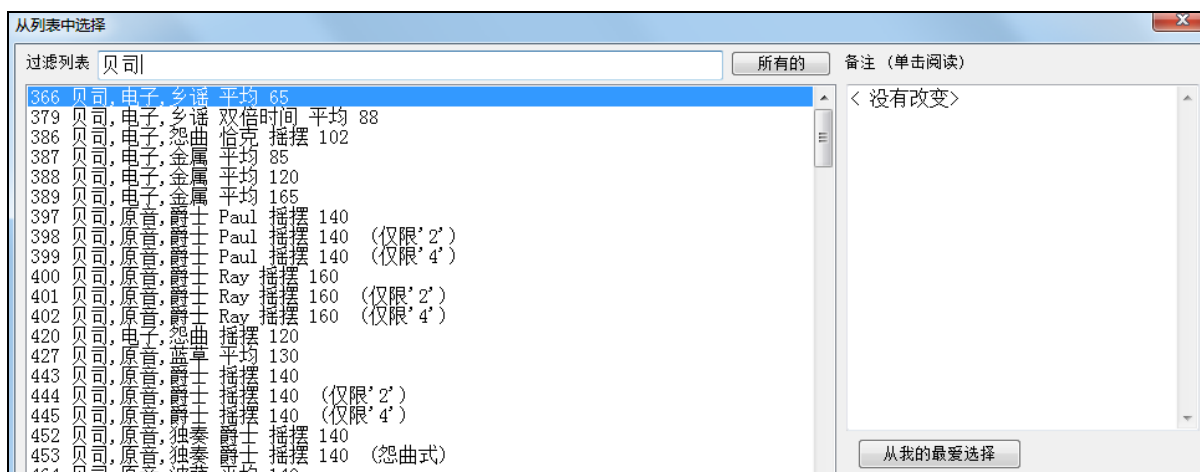 从列表中选择
过滤列表 贝司 所有的 备注 (单击阅读)
366 贝司,电子,乡谣 平均 65
379 贝司,电子,乡谣 双倍时间 平均 88
386 贝司,电子,怨曲 恰克 摇摆 102
387 贝司,电子,金属 平均 85
388 贝司,电子,金属 平均 120
389 贝司,电子,金属 平均 165
397 贝司,原音,爵士 Paul 摇摆 140
398 贝司,原音,爵士 Paul 摇摆 140 (仅限'2')
399 贝司,原音,爵士 Paul 摇摆 140 (仅限'4')
400 贝司,原音,爵士 Ray 摇摆 160
401 贝司,原音,爵士 Ray 摇摆 160 (仅限'2')
402 贝司,原音,爵士 Ray 摇摆 160 (仅限'4')
420 贝司,电子,怨曲 摇摆 120
427 贝司,原音,蓝草 平均 130
443 贝司,原音,爵士 摇摆 140
444 贝司,原音,爵士 摇摆 140 (仅限'2')
445 贝司,原音,爵士 摇摆 140 (仅限'4')
452 贝司,原音,独奏 爵士 摇摆 140
453 贝司,原音,独奏 爵士 摇摆 140 (怨曲式)
< 没有改变>
从我的最爱选择